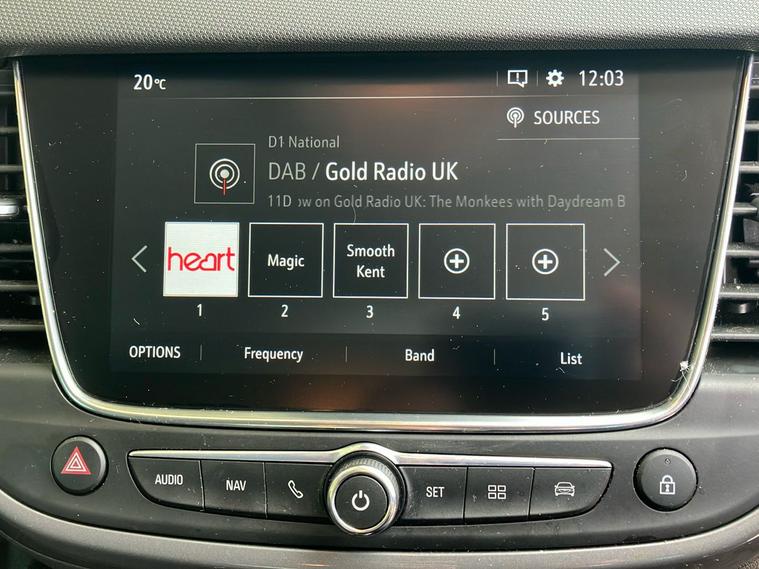 20°C 12:03
SOURCES
D1 National
DAB / Gold Radio UK
11D ow on Gold Radio UK: The Monkees with Daydream B
heart
Magic
Smooth
Kent
1 2 3 4 5
OPTIONS Frequency Band List
AUDIO NAV SET